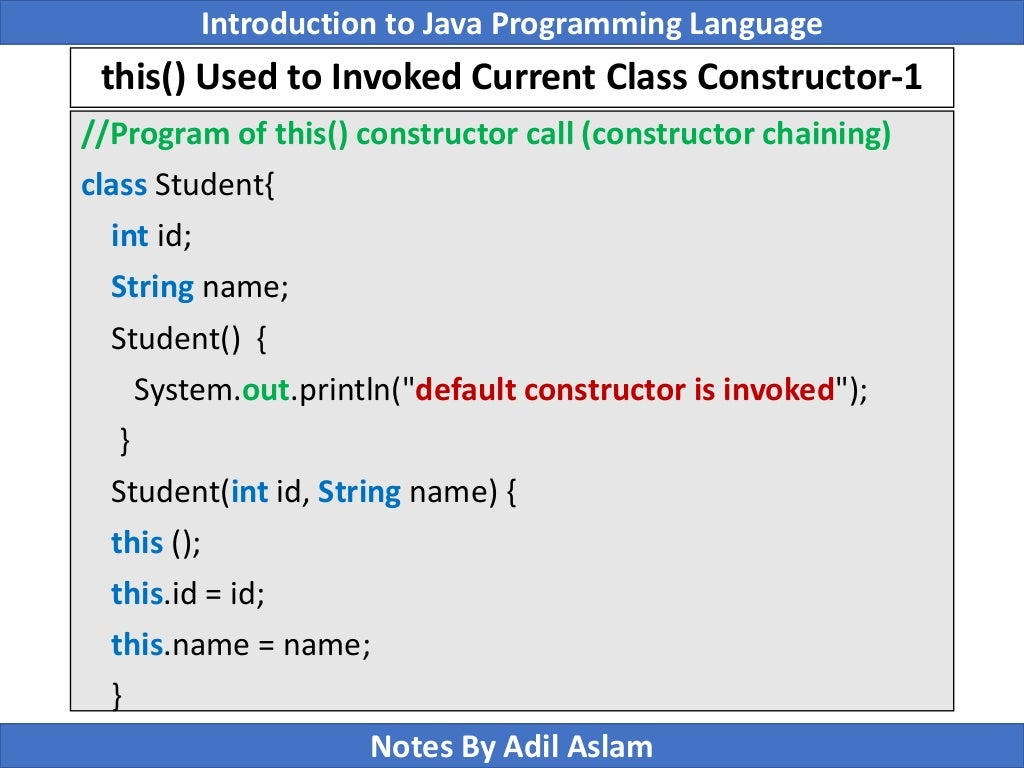 Introduction to Java Programming Language
this() Used to Invoked Current Class Constructor-1
//Program of this() constructor call (constructor chaining)
class Student{
int id;
String name;
Student()  {
System.out.println("default constructor is invoked");
}
Student(int id, String name) {
this ();
this.id = id;
this.name = name;
}
Notes By Adil Aslam